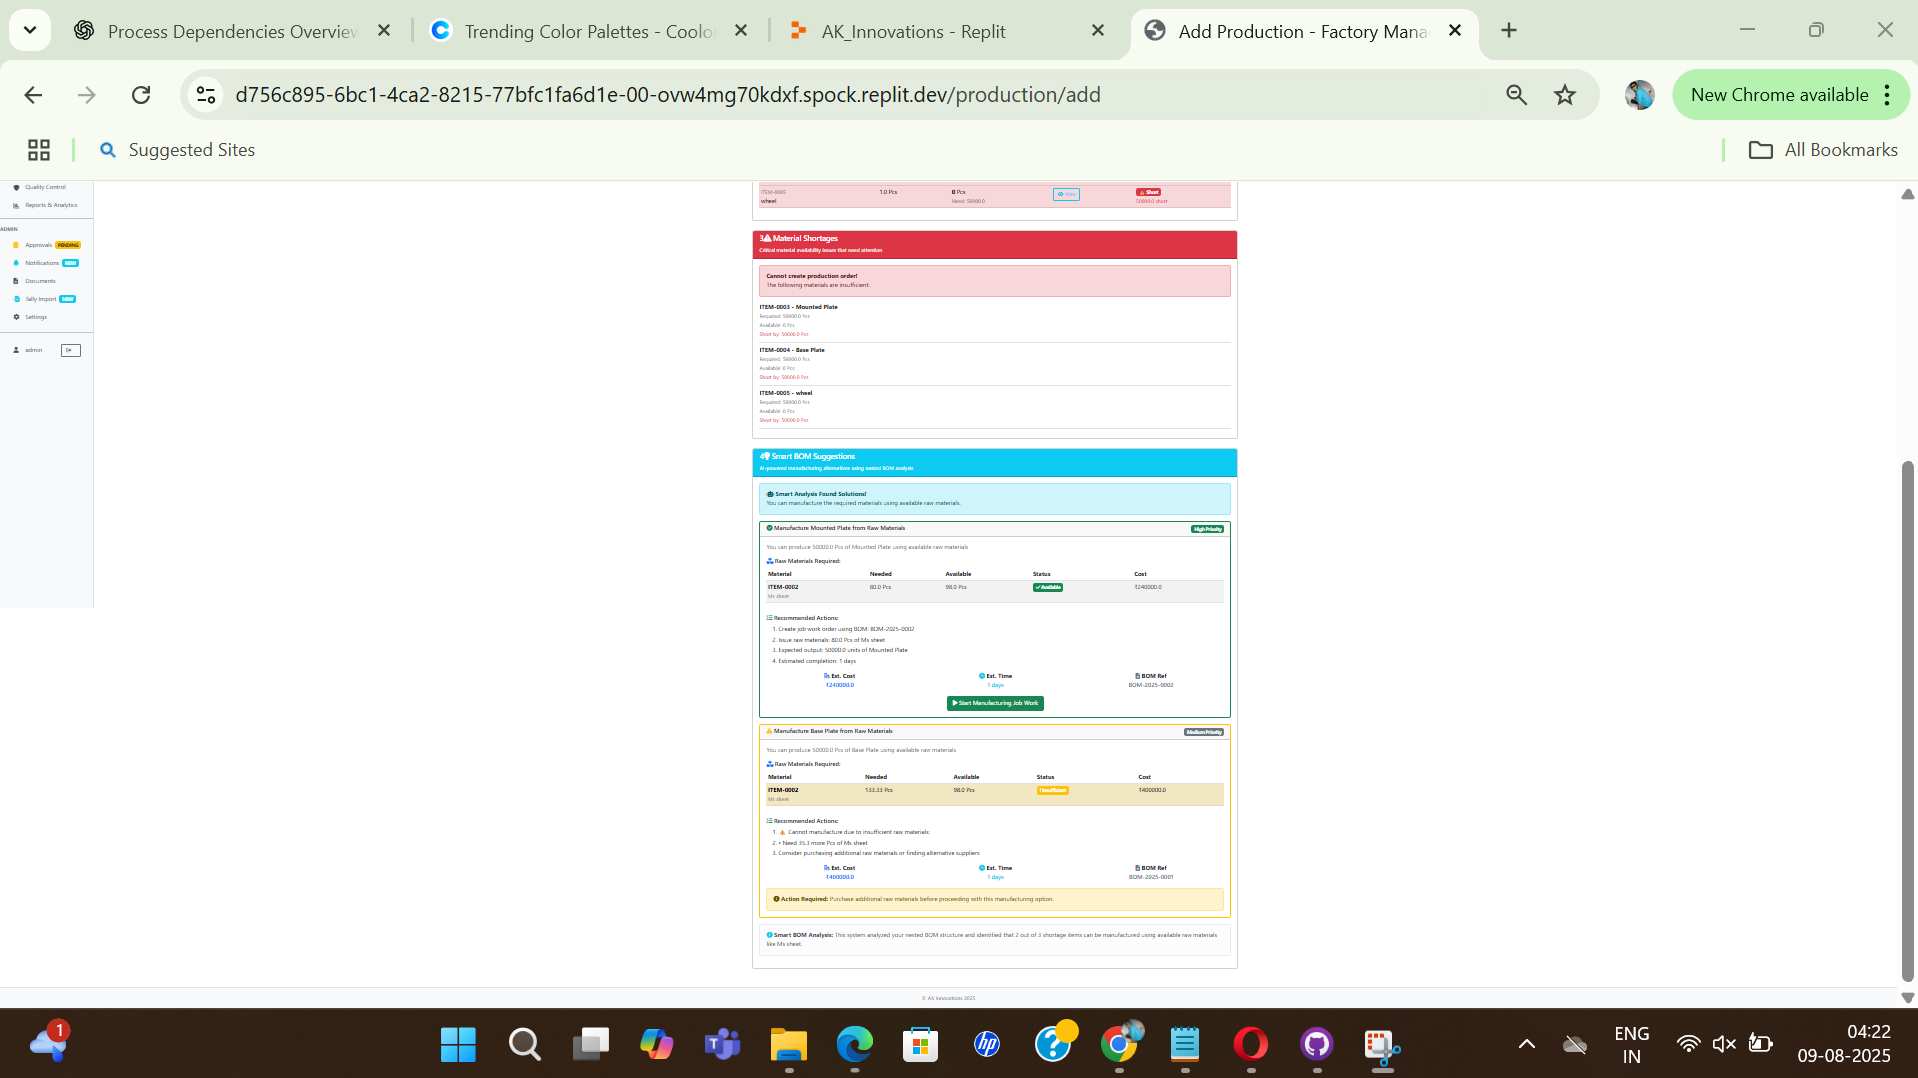 Process Dependencies Overview
Trending Color Palettes - Coolo
AK_Innovations - Replit
Add Production - Factory Mana
d756c895-6bc1-4ca2-8215-77bfc1fa6d1e-00-ovw4mg70kdxf.spock.replit.dev/production/add
New Chrome available
Suggested Sites
All Bookmarks
Quality Control
Reports & Analytics
ADMIN
Approvals PENDING
Notifications NEW
Documents
Tally Import NEW
Settings
admin
ITEM-0005 1.0 Pcs 0 Pcs View Short
wheel Need: 50000.0 50000.0 short
3 Material Shortages
Critical material availability issues that need attention
Cannot create production order!
The following materials are insufficient:
ITEM-0003 - Mounted Plate
Required: 50000.0 Pcs
Available: 0 Pcs
Short by: 50000.0 Pcs
ITEM-0004 - Base Plate
Required: 50000.0 Pcs
Available: 0 Pcs
Short by: 50000.0 Pcs
ITEM-0005 - wheel
Required: 50000.0 Pcs
Available: 0 Pcs
Short by: 50000.0 Pcs
4 Smart BOM Suggestions
AI-powered manufacturing alternatives using nested BOM analysis
Smart Analysis Found Solutions!
You can manufacture the required materials using available raw materials.
Manufacture Mounted Plate from Raw Materials High Priority
You can produce 50000.0 Pcs of Mounted Plate using available raw materials
Raw Materials Required:
Material Needed Available Status Cost
ITEM-0002 80.0 Pcs 98.0 Pcs Available ₹240000.0
Ms sheet
Recommended Actions:
1. Create job work order using BOM: BOM-2025-0002
2. Issue raw materials: 80.0 Pcs of Ms sheet
3. Expected output: 50000.0 units of Mounted Plate
4. Estimated completion: 1 days
Est. Cost Est. Time BOM Ref
₹240000.0 1 days BOM-2025-0002
Start Manufacturing Job Work
Manufacture Base Plate from Raw Materials Medium Priority
You can produce 50000.0 Pcs of Base Plate using available raw materials
Raw Materials Required:
Material Needed Available Status Cost
ITEM-0002 133.33 Pcs 98.0 Pcs Insufficient ₹400000.0
Ms sheet
Recommended Actions:
1. ⚠ Cannot manufacture due to insufficient raw materials:
2. • Need 35.3 more Pcs of Ms sheet
3. Consider purchasing additional raw materials or finding alternative suppliers
Est. Cost Est. Time BOM Ref
₹400000.0 1 days BOM-2025-0001
Action Required: Purchase additional raw materials before proceeding with this manufacturing option.
Smart BOM Analysis: This system analyzed your nested BOM structure and identified that 2 out of 3 shortage items can be manufactured using available raw materials
like Ms sheet.
© AK Innovations 2025
1
ENG
IN
04:22
09-08-2025